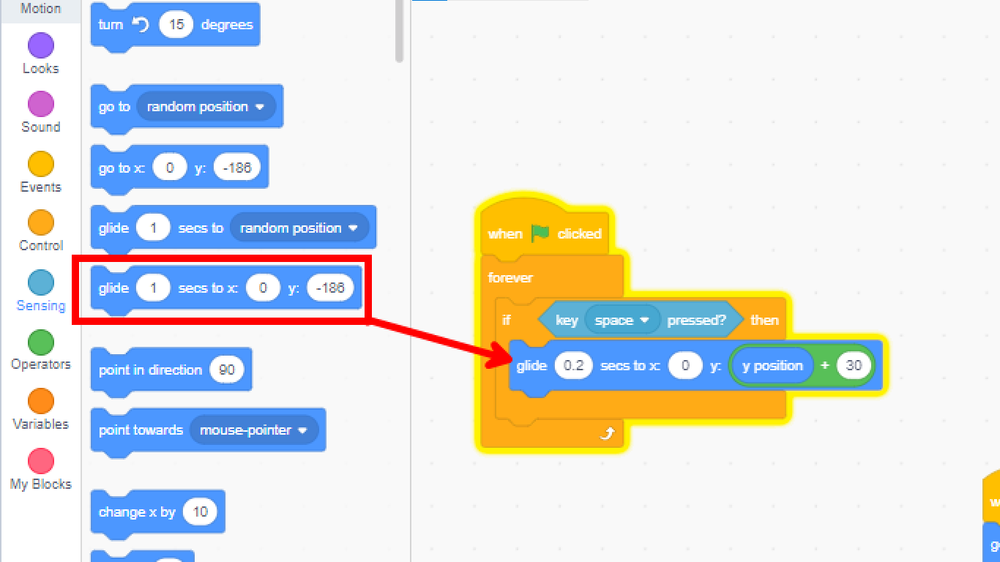 Motion
Looks
Sound
Events
Control
Sensing
Operators
Variables
My Blocks
turn 15 degrees
go to random position
go to x: 0 y: -186
glide 1 secs to random position
glide 1 secs to x: 0 y: -186
point in direction 90
point towards mouse-pointer
change x by 10
when clicked
forever
if key space pressed? then
glide 0.2 secs to x: 0 y: y position + 30